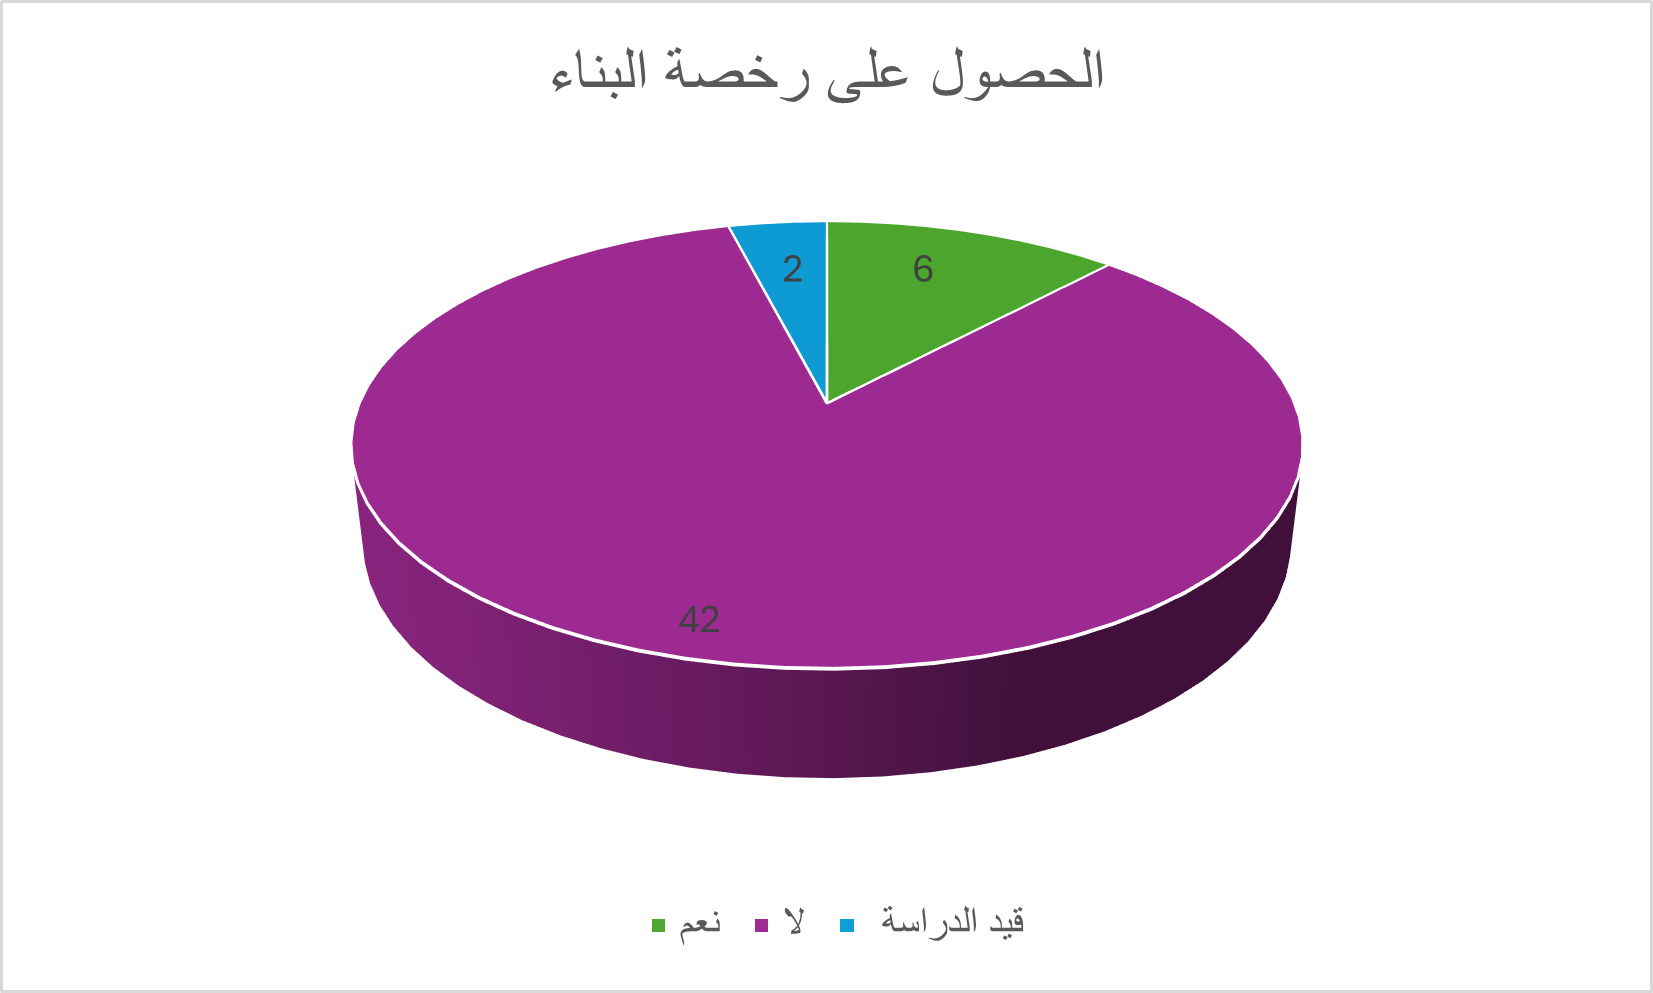 الحصول على رخصة البناء
2
6
42
نعم
لا
قيد الدراسة